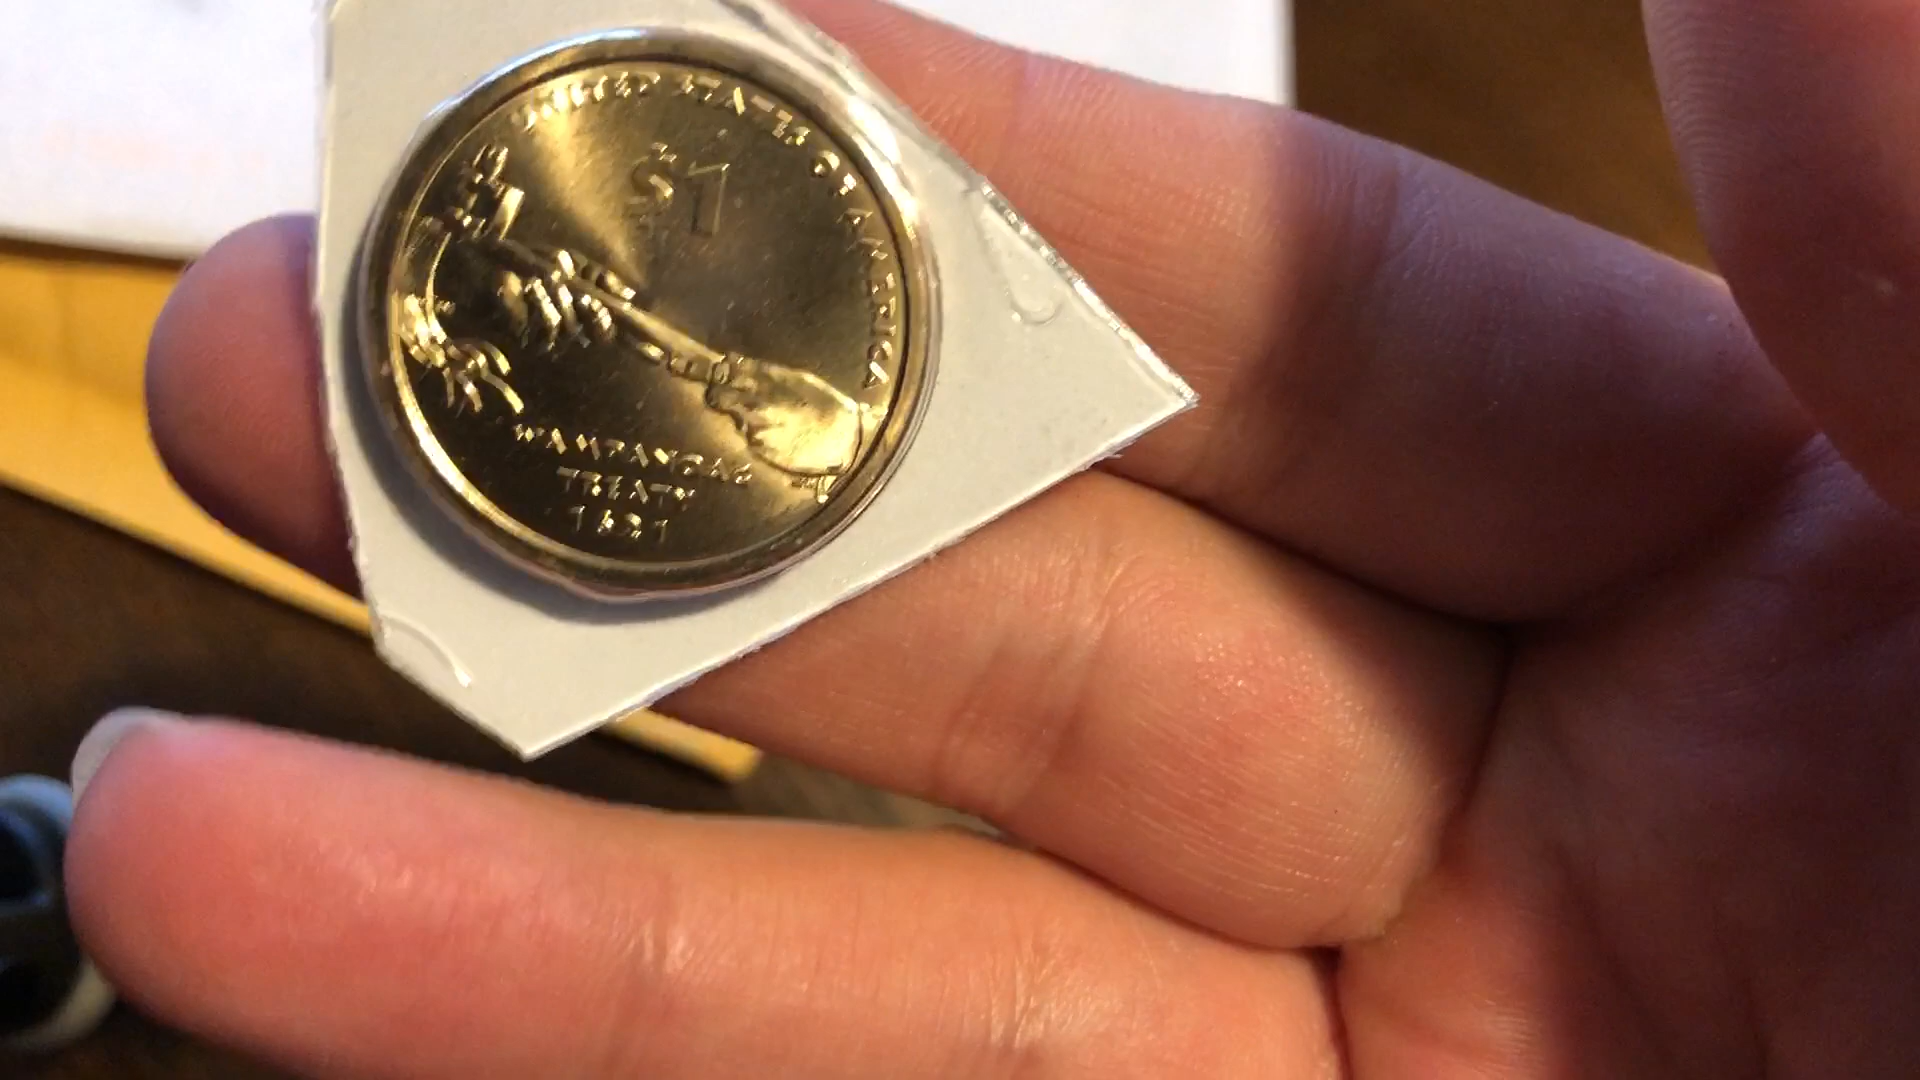 UNITED STATES OF AMERICA
$1
WAMPANOAG
TREATY
1621